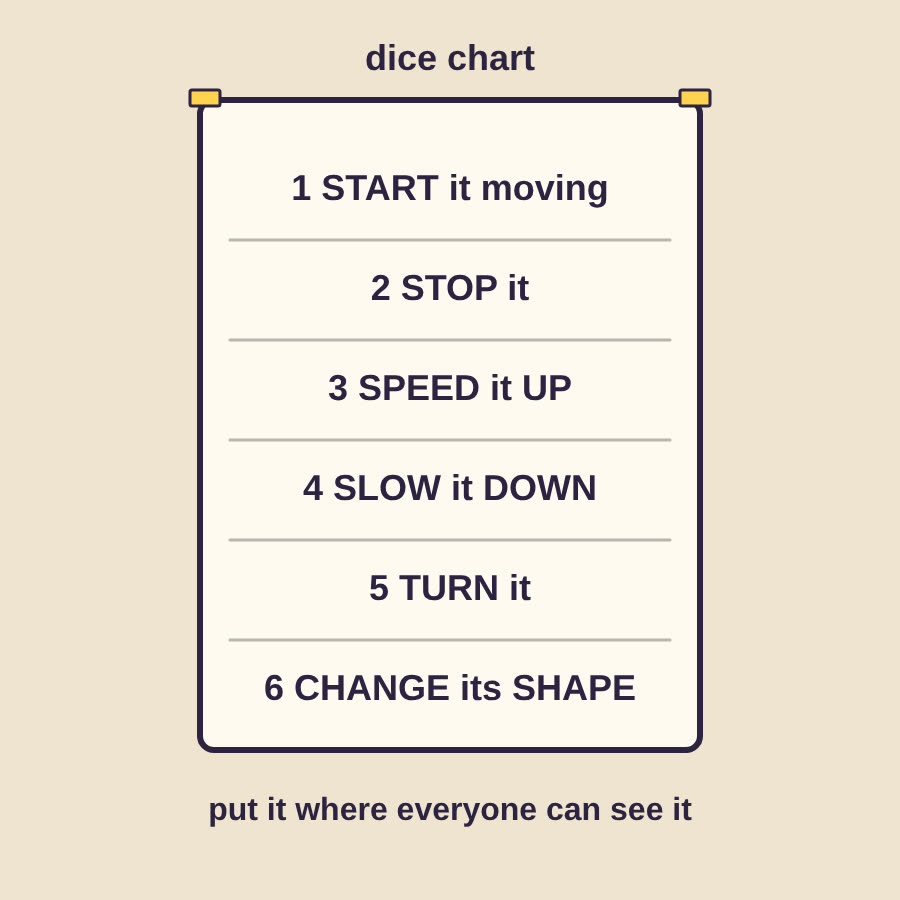 dice chart
1 START it moving
2 STOP it
3 SPEED it UP
4 SLOW it DOWN
5 TURN it
6 CHANGE its SHAPE
put it where everyone can see it